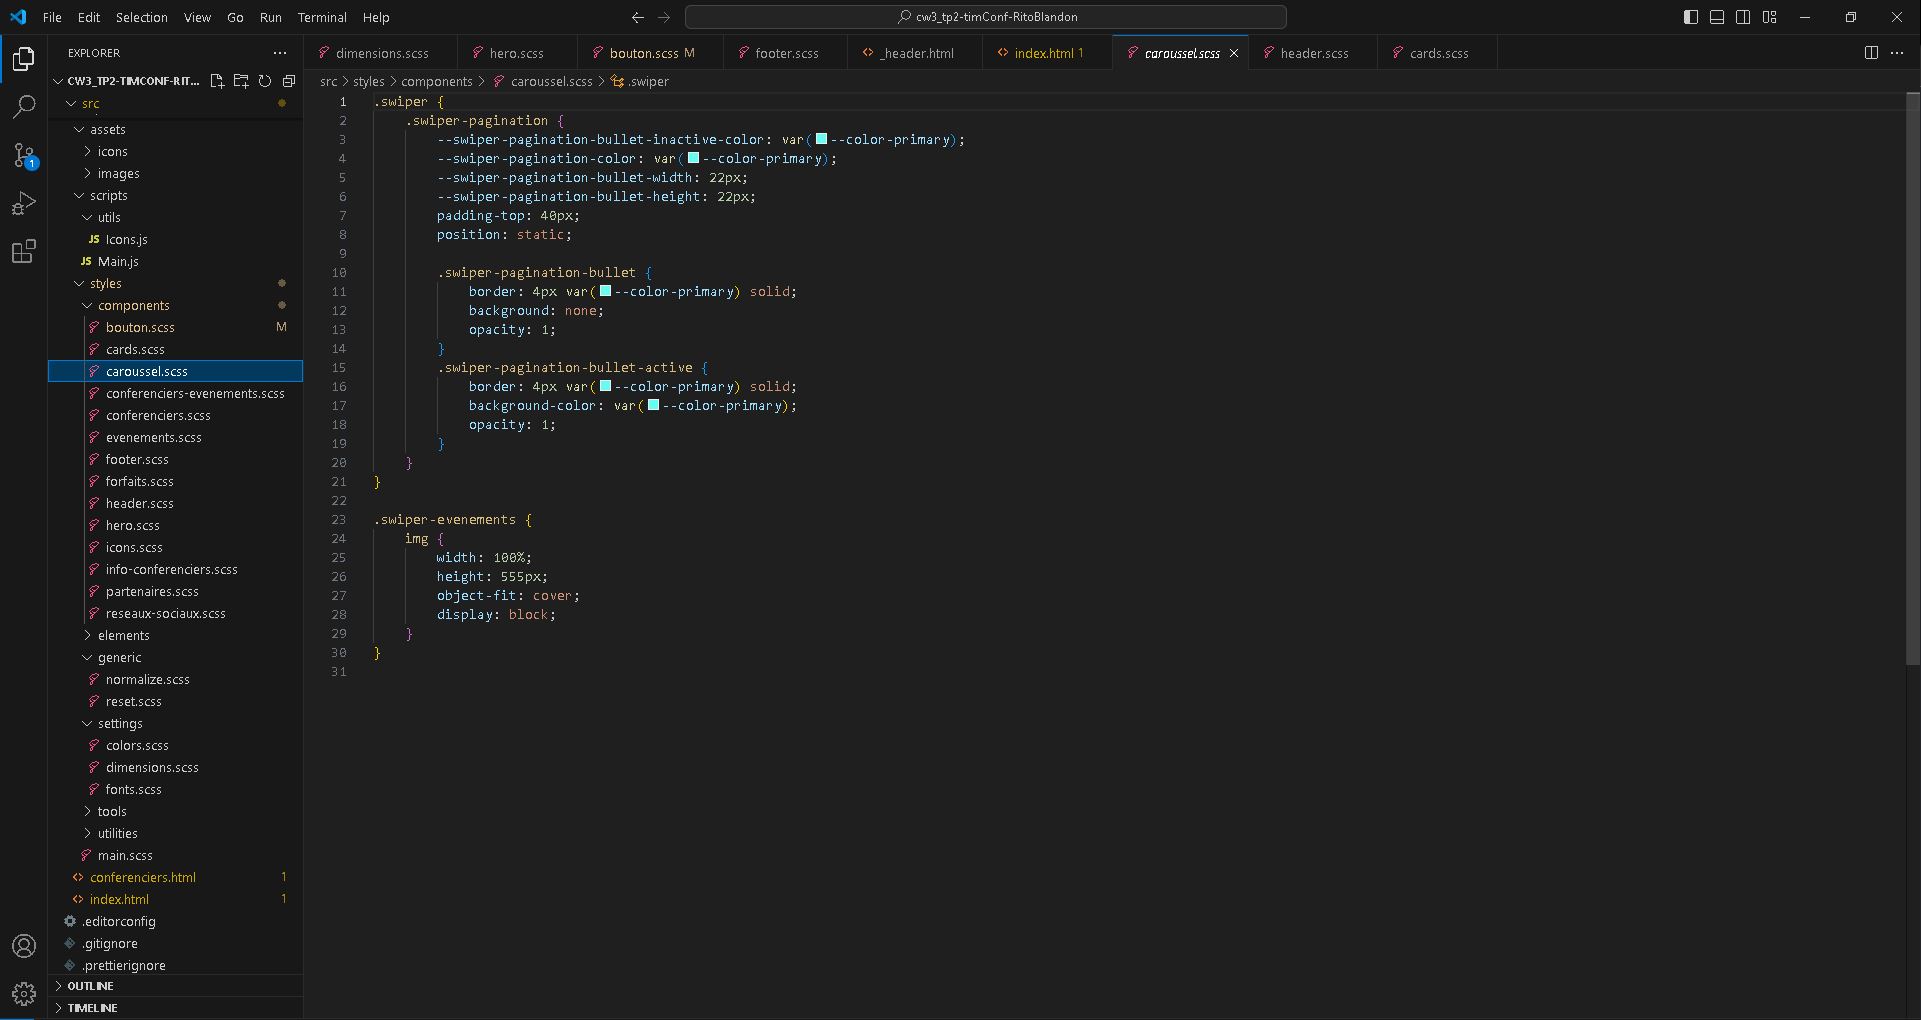 File Edit Selection View Go Run Terminal Help
cw3_tp2-timConf-RitoBlandon
EXPLORER
dimensions.scss
hero.scss
bouton.scss M
footer.scss
_header.html
index.html 1
caroussel.scss
header.scss
cards.scss
CW3_TP2-TIMCONF-RIT...
src > styles > components > caroussel.scss > .swiper
src
assets
icons
images
scripts
utils
JS Icons.js
JS Main.js
styles
components
bouton.scss M
cards.scss
caroussel.scss
conferenciers-evenements.scss
conferenciers.scss
evenements.scss
footer.scss
forfaits.scss
header.scss
hero.scss
icons.scss
info-conferenciers.scss
partenaires.scss
reseaux-sociaux.scss
elements
generic
normalize.scss
reset.scss
settings
colors.scss
dimensions.scss
fonts.scss
tools
utilities
main.scss
conferenciers.html 1
index.html 1
.editorconfig
.gitignore
.prettierignore
OUTLINE
TIMELINE
1
1 .swiper {
2 .swiper-pagination {
3 --swiper-pagination-bullet-inactive-color: var(--color-primary);
4 --swiper-pagination-color: var(--color-primary);
5 --swiper-pagination-bullet-width: 22px;
6 --swiper-pagination-bullet-height: 22px;
7 padding-top: 40px;
8 position: static;
9
10 .swiper-pagination-bullet {
11 border: 4px var(--color-primary) solid;
12 background: none;
13 opacity: 1;
14 }
15 .swiper-pagination-bullet-active {
16 border: 4px var(--color-primary) solid;
17 background-color: var(--color-primary);
18 opacity: 1;
19 }
20 }
21 }
22
23 .swiper-evenements {
24 img {
25 width: 100%;
26 height: 555px;
27 object-fit: cover;
28 display: block;
29 }
30 }
31